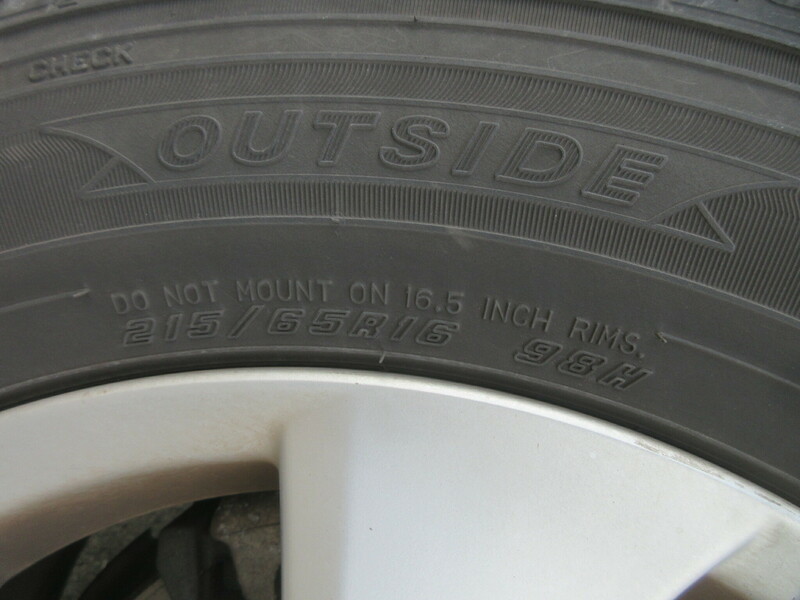 CHECK
OUTSIDE
DO NOT MOUNT ON 16.5 INCH RIMS.
215/65R16 98H